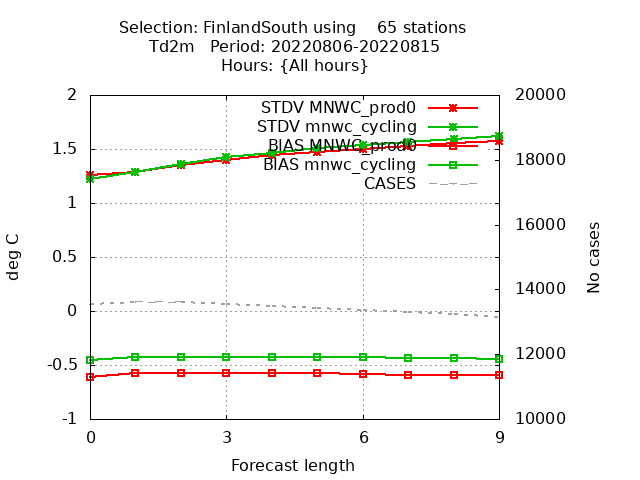 Selection: FinlandSouth using    65 stations
Td2m   Period: 20220806-20220815
Hours: {All hours}
2
1.5
1
0.5
0
-0.5
-1
20000
18000
16000
14000
12000
10000
STDV MNWC_prod0
STDV mnwc_cycling
BIAS MNWC_prod0
BIAS mnwc_cycling
CASES
deg C
No cases
0
3
6
9
Forecast length